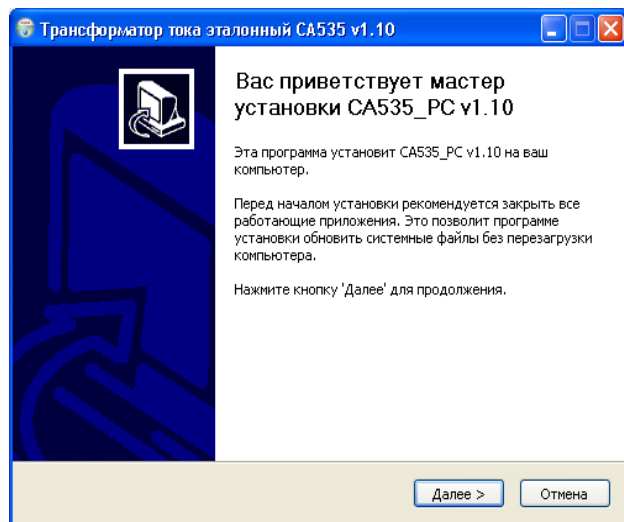 Трансформатор тока эталонный СА535 v1.10
Вас приветствует мастер
установки CA535_PC v1.10
Эта программа установит CA535_PC v1.10 на ваш
компьютер.
Перед началом установки рекомендуется закрыть все
работающие приложения. Это позволит программе
установки обновить системные файлы без перезагрузки
компьютера.
Нажмите кнопку 'Далее' для продолжения.
Далее >
Отмена